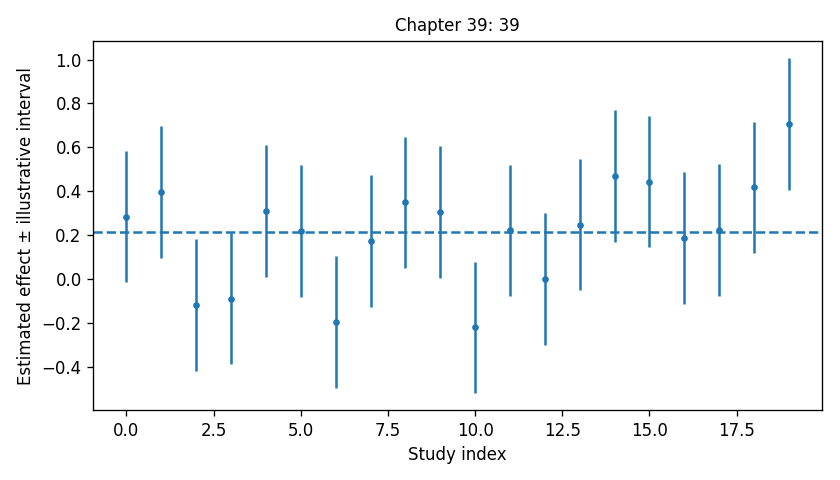 Chapter 39: 39
Estimated effect ± illustrative interval
1.0
0.8
0.6
0.4
0.2
0.0
−0.2
−0.4
0.0 2.5 5.0 7.5 10.0 12.5 15.0 17.5
Study index